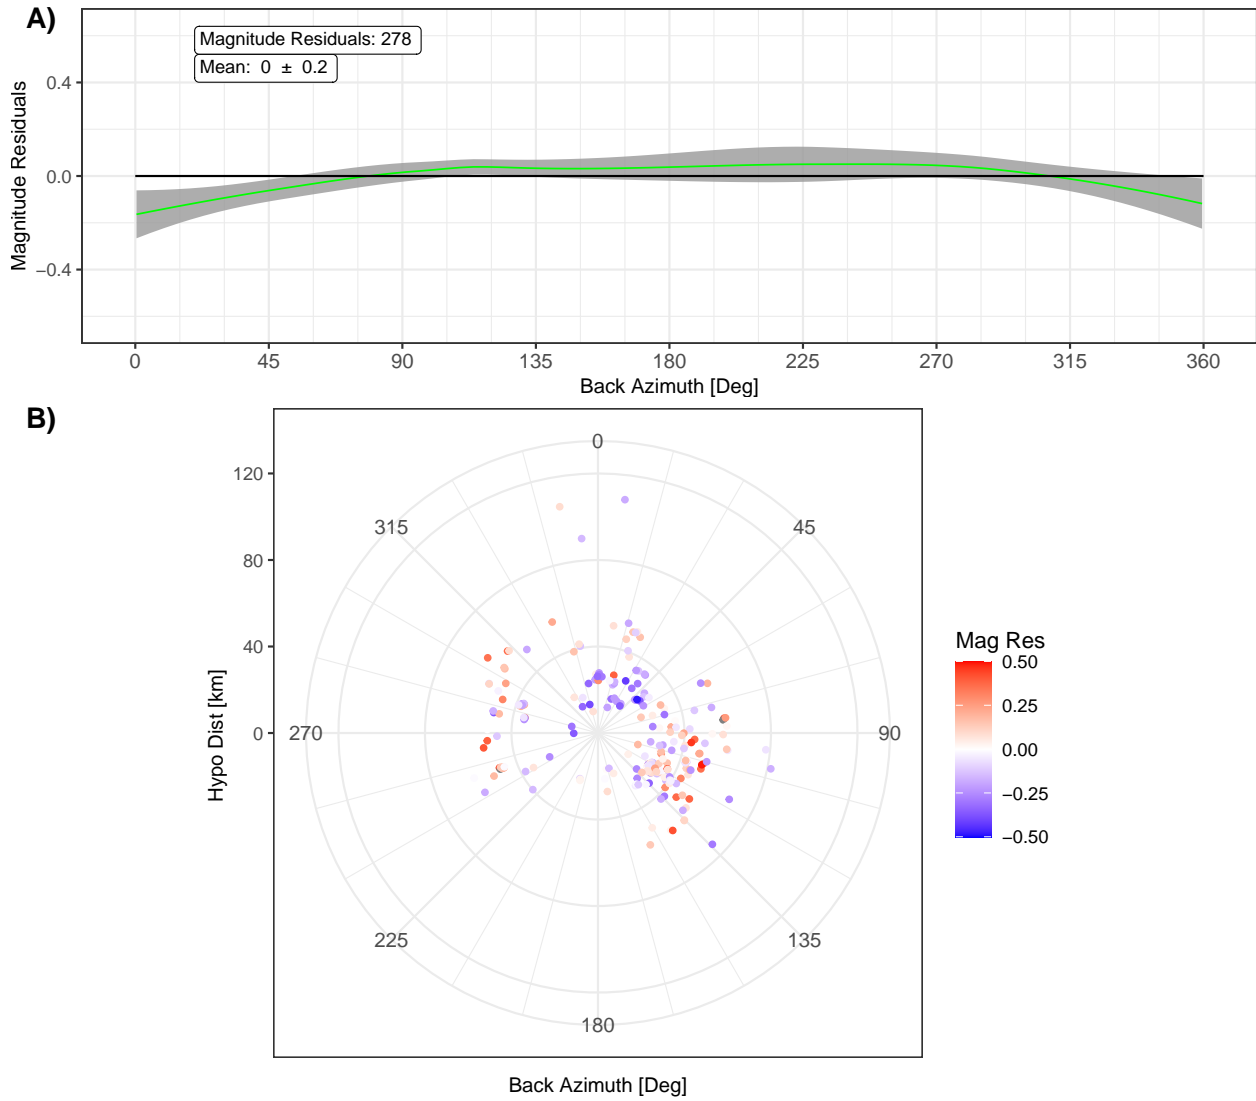 A)
Magnitude Residuals: 278
Mean: 0 ± 0.2
Magnitude Residuals
0.4
0.0
−0.4
0 45 90 135 180 225 270 315 360
Back Azimuth [Deg]
B)
Hypo Dist [km]
120
80
40
0
0
45
90
135
180
225
270
315
Back Azimuth [Deg]
Mag Res
0.50
0.25
0.00
−0.25
−0.50